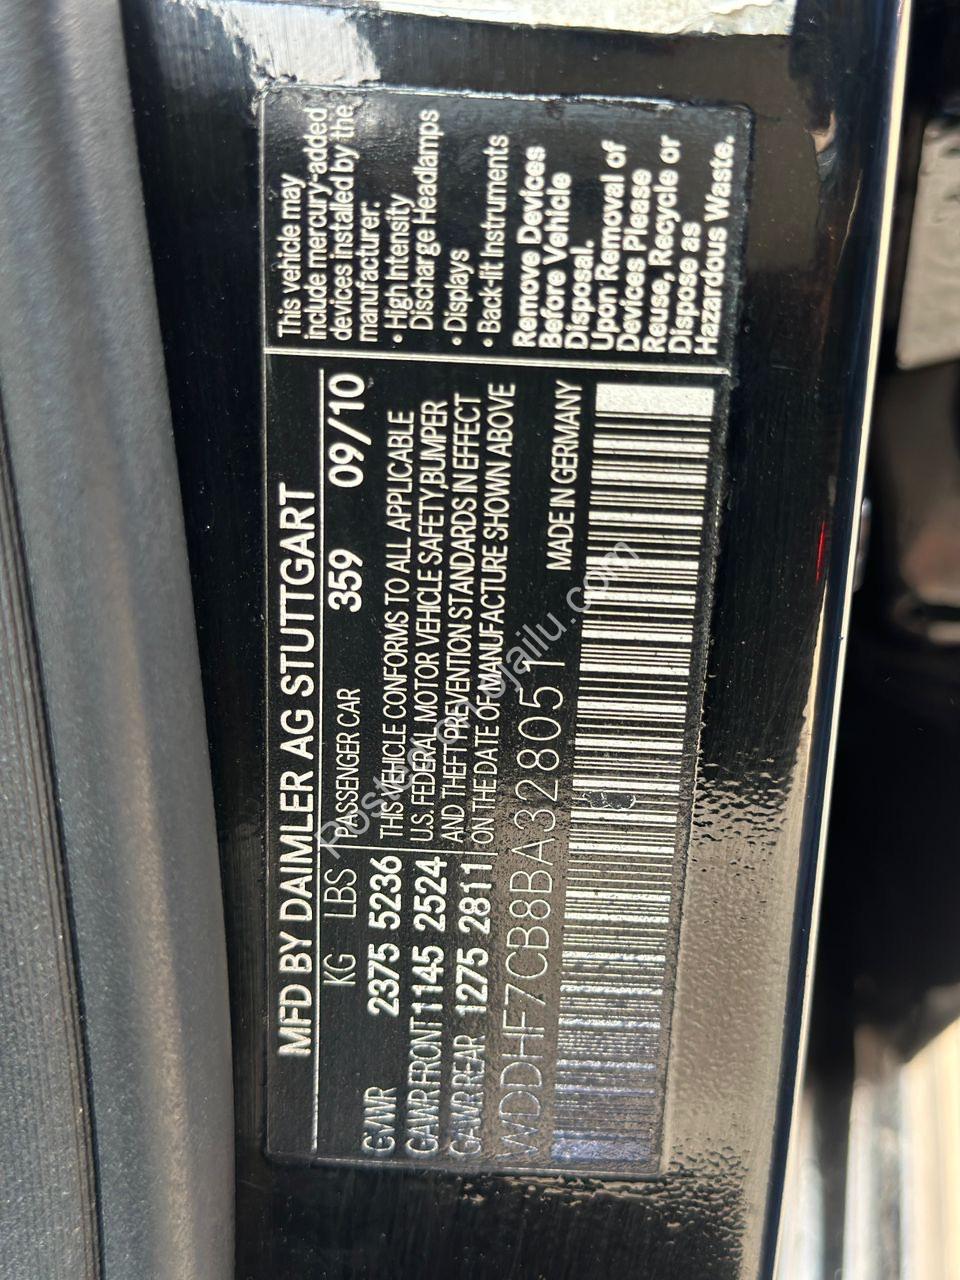 MFD BY DAIMLER AG STUTTGART
KG LBS PASSENGER CAR 359 09/10
GVWR 2375 5236
GAWR FRONT 1145 2524
GAWR REAR 1275 2811
THIS VEHICLE CONFORMS TO ALL APPLICABLE
U.S. FEDERAL MOTOR VEHICLE SAFETY, BUMPER
AND THEFT PREVENTION STANDARDS IN EFFECT
ON THE DATE OF MANUFACTURE SHOWN ABOVE
WDDHF7CB8BA328051 MADE IN GERMANY
This vehicle may
include mercury-added
devices installed by the
manufacturer:
• High Intensity
Discharge Headlamps
• Displays
• Back-lit Instruments
Remove Devices
Before Vehicle
Disposal.
Upon Removal of
Devices Please
Reuse, Recycle or
Dispose as
Hazardous Waste.